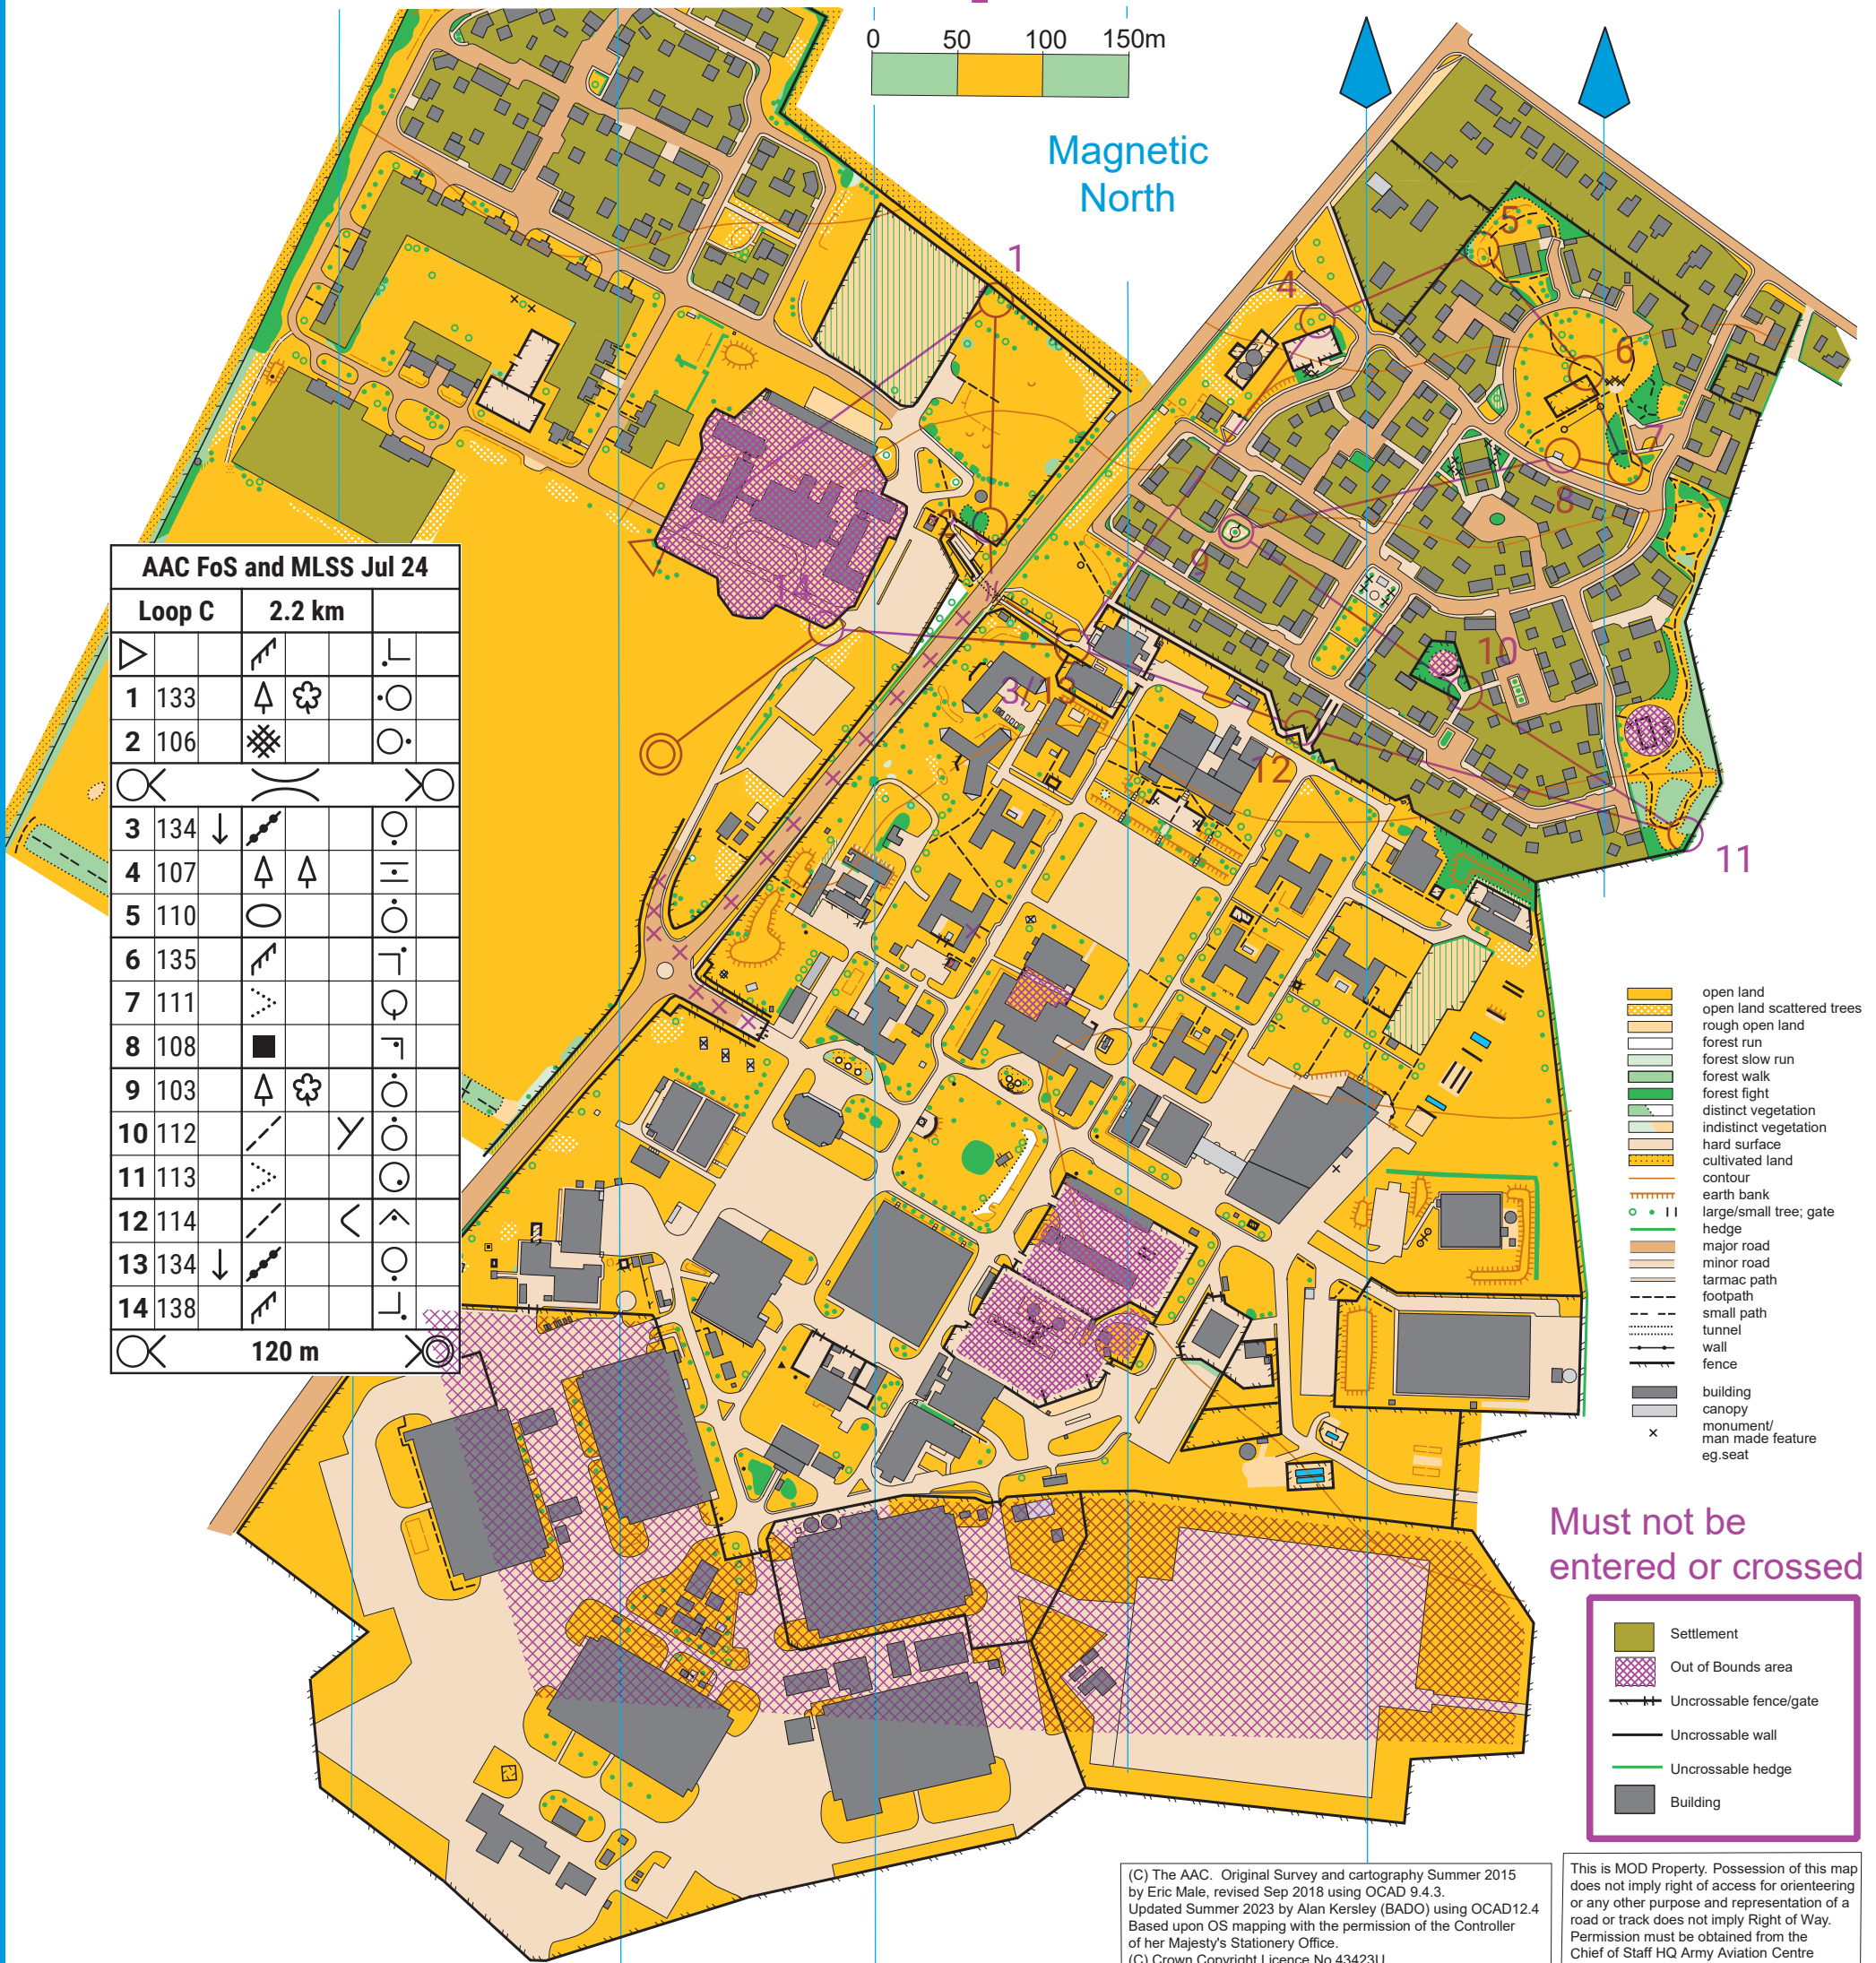 0 50 100 150m
Magnetic
North
1
5
4
6
7
8
2
9
14
10
3/13
12
11
AAC FoS and MLSS Jul 24
Loop C 2.2 km
1 133
2 106
3 134
4 107
5 110
6 135
7 111
8 108
9 103
10 112
11 113
12 114
13 134
14 138
120 m
open land
open land scattered trees
rough open land
forest run
forest slow run
forest walk
forest fight
distinct vegetation
indistinct vegetation
hard surface
cultivated land
contour
earth bank
large/small tree; gate
hedge
major road
minor road
tarmac path
footpath
small path
tunnel
wall
fence
building
canopy
monument/
man made feature
eg.seat
Must not be
entered or crossed
Settlement
Out of Bounds area
Uncrossable fence/gate
Uncrossable wall
Uncrossable hedge
Building
(C) The AAC. Original Survey and cartography Summer 2015
by Eric Male, revised Sep 2018 using OCAD 9.4.3.
Updated Summer 2023 by Alan Kersley (BADO) using OCAD12.4
Based upon OS mapping with the permission of the Controller
of her Majesty's Stationery Office.
(C) Crown Copyright Licence No 43423U
This is MOD Property. Possession of this map
does not imply right of access for orienteering
or any other purpose and representation of a
road or track does not imply Right of Way.
Permission must be obtained from the
Chief of Staff HQ Army Aviation Centre